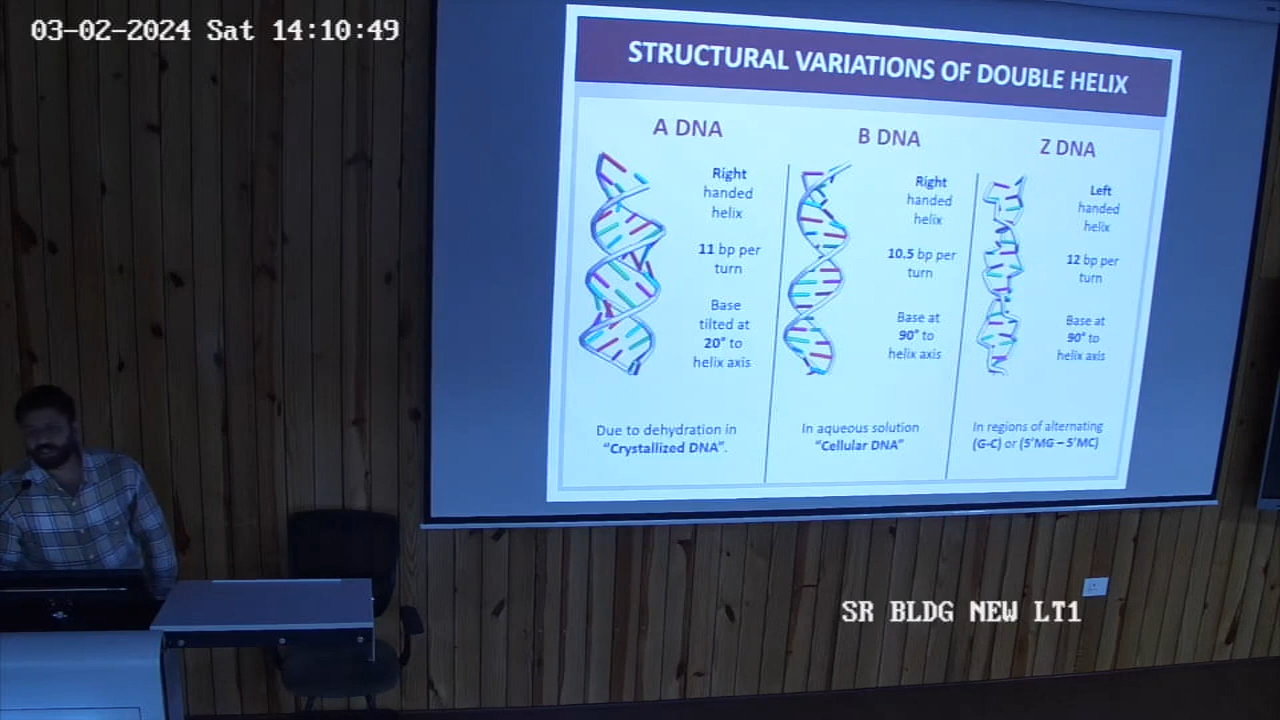 03-02-2024 Sat 14:10:49
STRUCTURAL VARIATIONS OF DOUBLE HELIX
A DNA
Right
handed
helix
11 bp per
turn
Base
tilted at
20° to
helix axis
Due to dehydration in
“Crystallized DNA”.
B DNA
Right
handed
helix
10.5 bp per
turn
Base at
90° to
helix axis
In aqueous solution
“Cellular DNA”
Z DNA
Left
handed
helix
12 bp per
turn
Base at
90° to
helix axis
In regions of alternating
(G-C) or (5'MG – 5'MC)
SR BLDG NEW LT1